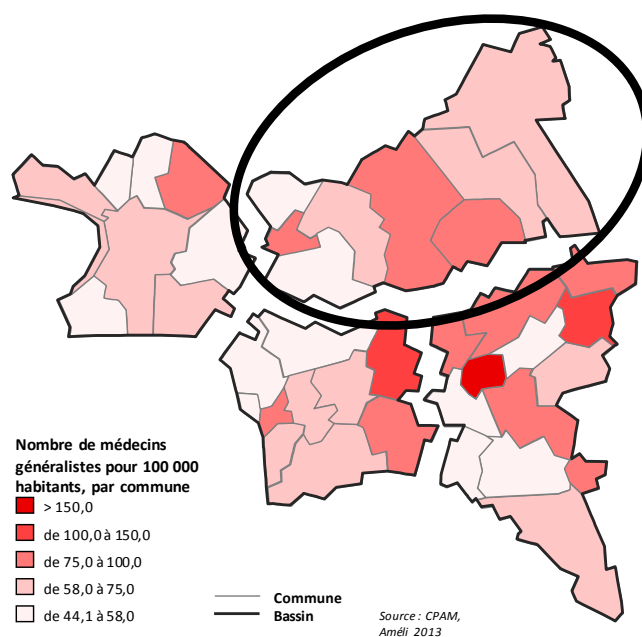 Nombre de médecins
généralistes pour 100 000
habitants, par commune
> 150,0
de 100,0 à 150,0
de 75,0 à 100,0
de 58,0 à 75,0
de 44,1 à 58,0
Commune
Bassin
Source : CPAM,
Améli 2013